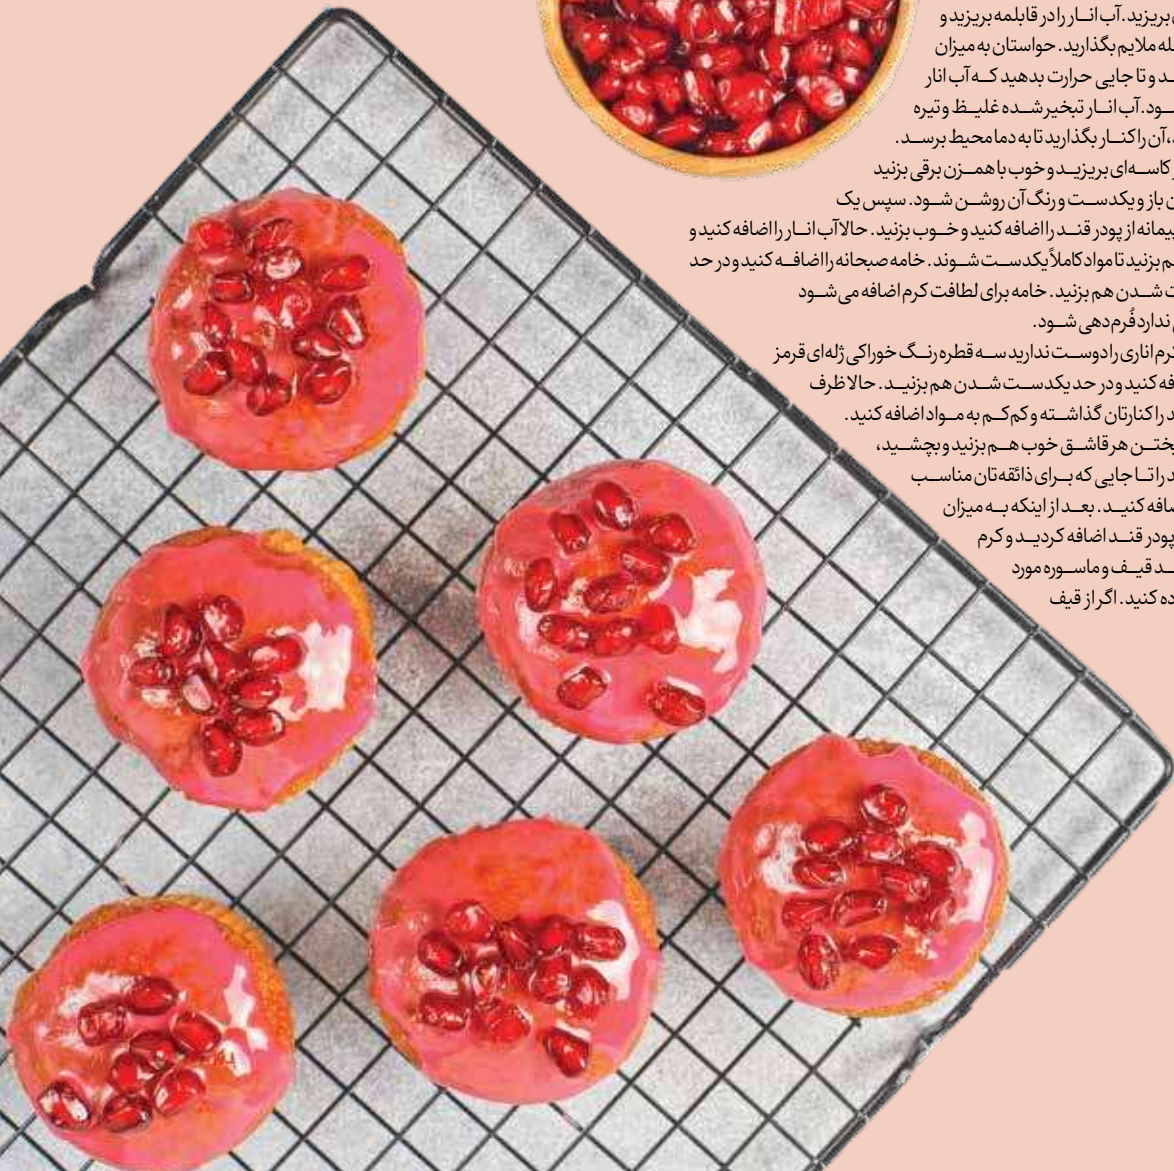 بریزید. آب انار را در قابلمه بریزید و
ملایم بگذارید. حواستان به میزان
و تا جایی حرارت بدهید که آب انار
آب انار تبخیر شده غلیظ و تیره
آن را کنار بگذارید تا به دما محیط برسد.
کاسه‌ای بریزید و خوب با همزن برقی بزنید
باز و یکدست و رنگ آن روشن شود. سپس یک
پیمانه از پودر قند را اضافه کنید و خوب بزنید. حالا آب انار را اضافه کنید و
بزنید تا مواد کاملاً یکدست شوند. خامه صبحانه را اضافه کنید و در حد
شدن هم بزنید. خامه برای لطافت کرم اضافه می‌شود
ندارد فُرم‌دهی شود.
کرم اناری را دوست ندارید سه قطره رنگ خوراکی ژله‌ای قرمز
کنید و در حد یکدست شدن هم بزنید. حالا ظرف
را کنارتان گذاشته و کم‌کم به مواد اضافه کنید.
هر قاشق خوب هم بزنید و بچشید،
را تا جایی که برای ذائقه‌تان مناسب
کنید. بعد از اینکه به میزان
پودر قند اضافه کردید و کرم
قیف و ماسوره مورد
کنید. اگر از قیف